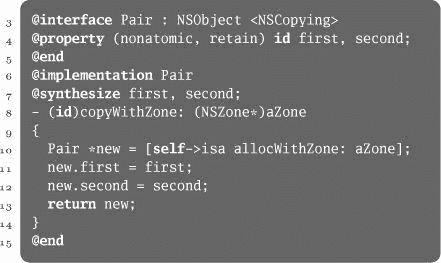 3 @interface Pair : NSObject <NSCopying>
4 @property (nonatomic, retain) id first, second;
5 @end
6 @implementation Pair
7 @synthesize first, second;
8 - (id)copyWithZone: (NSZone*)aZone
9 {
10   Pair *new = [self->isa allocWithZone: aZone];
11   new.first = first;
12   new.second = second;
13   return new;
14 }
15 @end